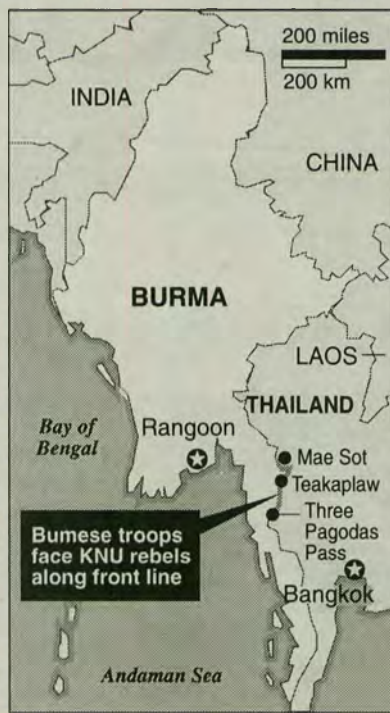 200 miles
200 km
INDIA
CHINA
BURMA
LAOS
THAILAND
Bay of
Bengal
Rangoon
Mae Sot
Teakaplaw
Three
Pagodas
Pass
Bumese troops
face KNU rebels
along front line
Bangkok
Andaman Sea